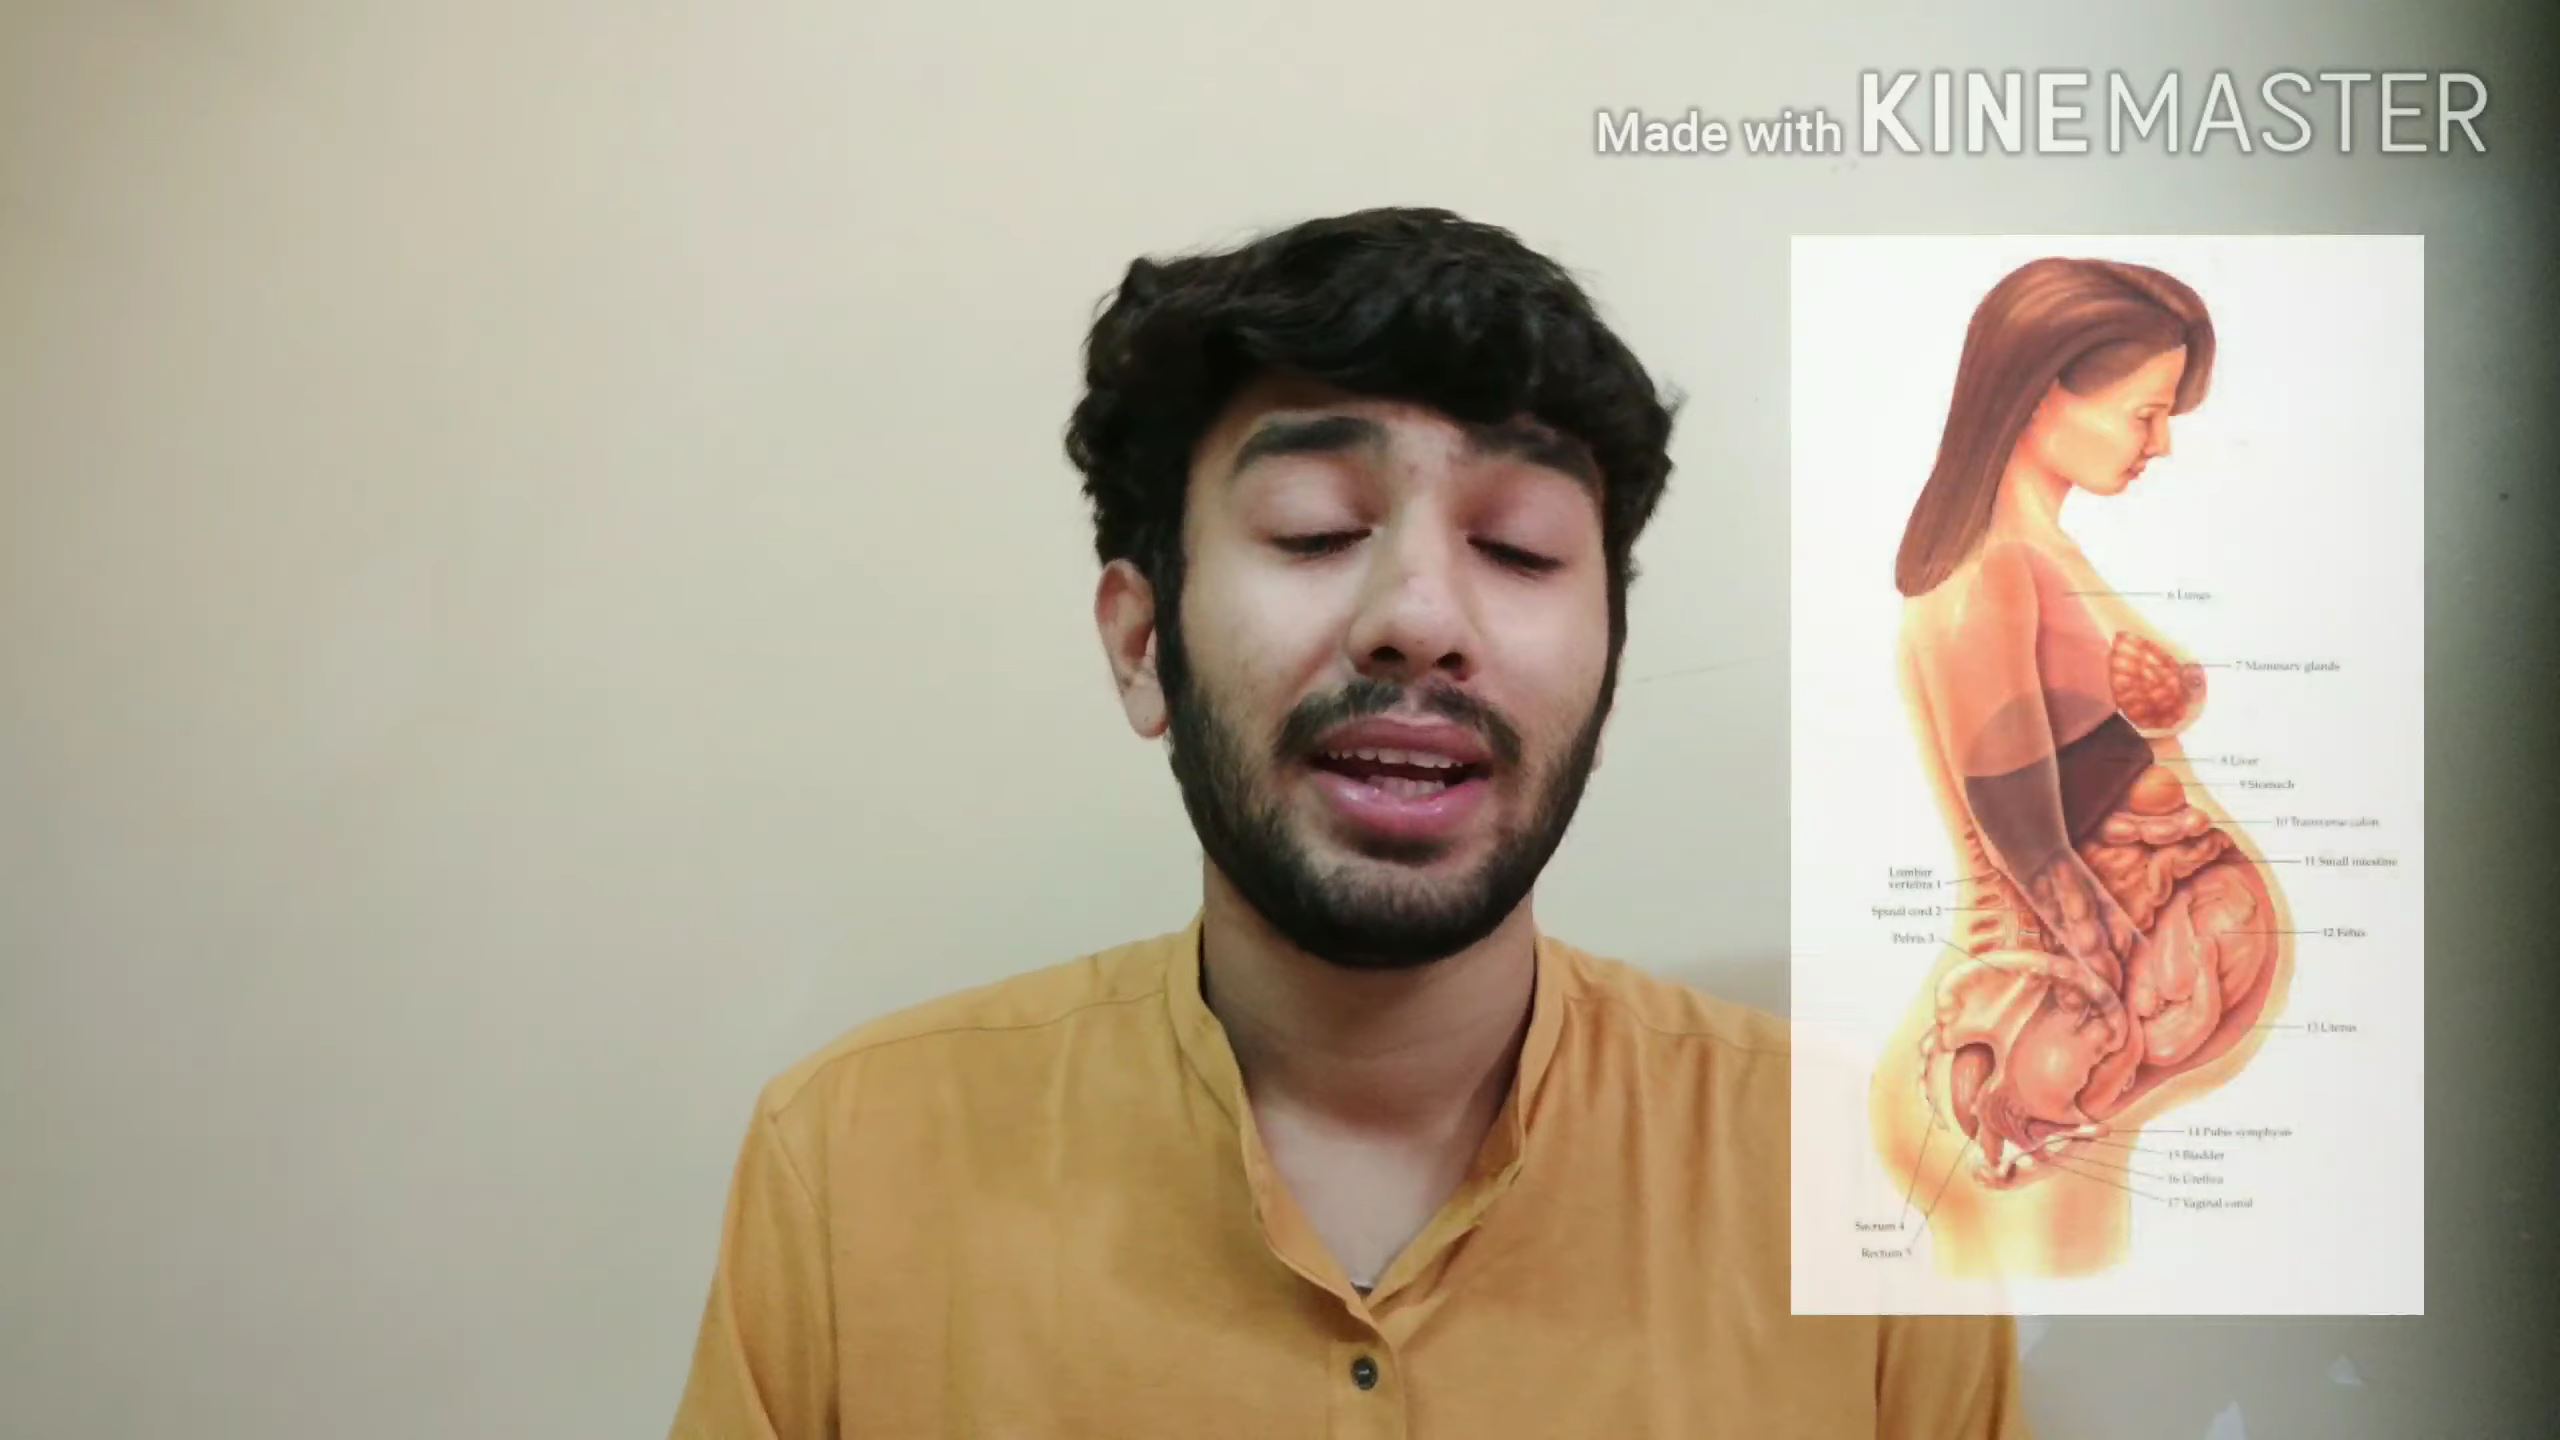 Made with KINEMASTER
6 Lungs
7 Mammary glands
8 Liver
9 Stomach
10 Transverse colon
11 Small intestine
Lumbar
vertebra 1
Spinal cord 2
12 Fetus
Pelvis 3
13 Uterus
14 Pubis symphysis
15 Bladder
16 Urethra
17 Vaginal canal
Sacrum 4
Rectum 5